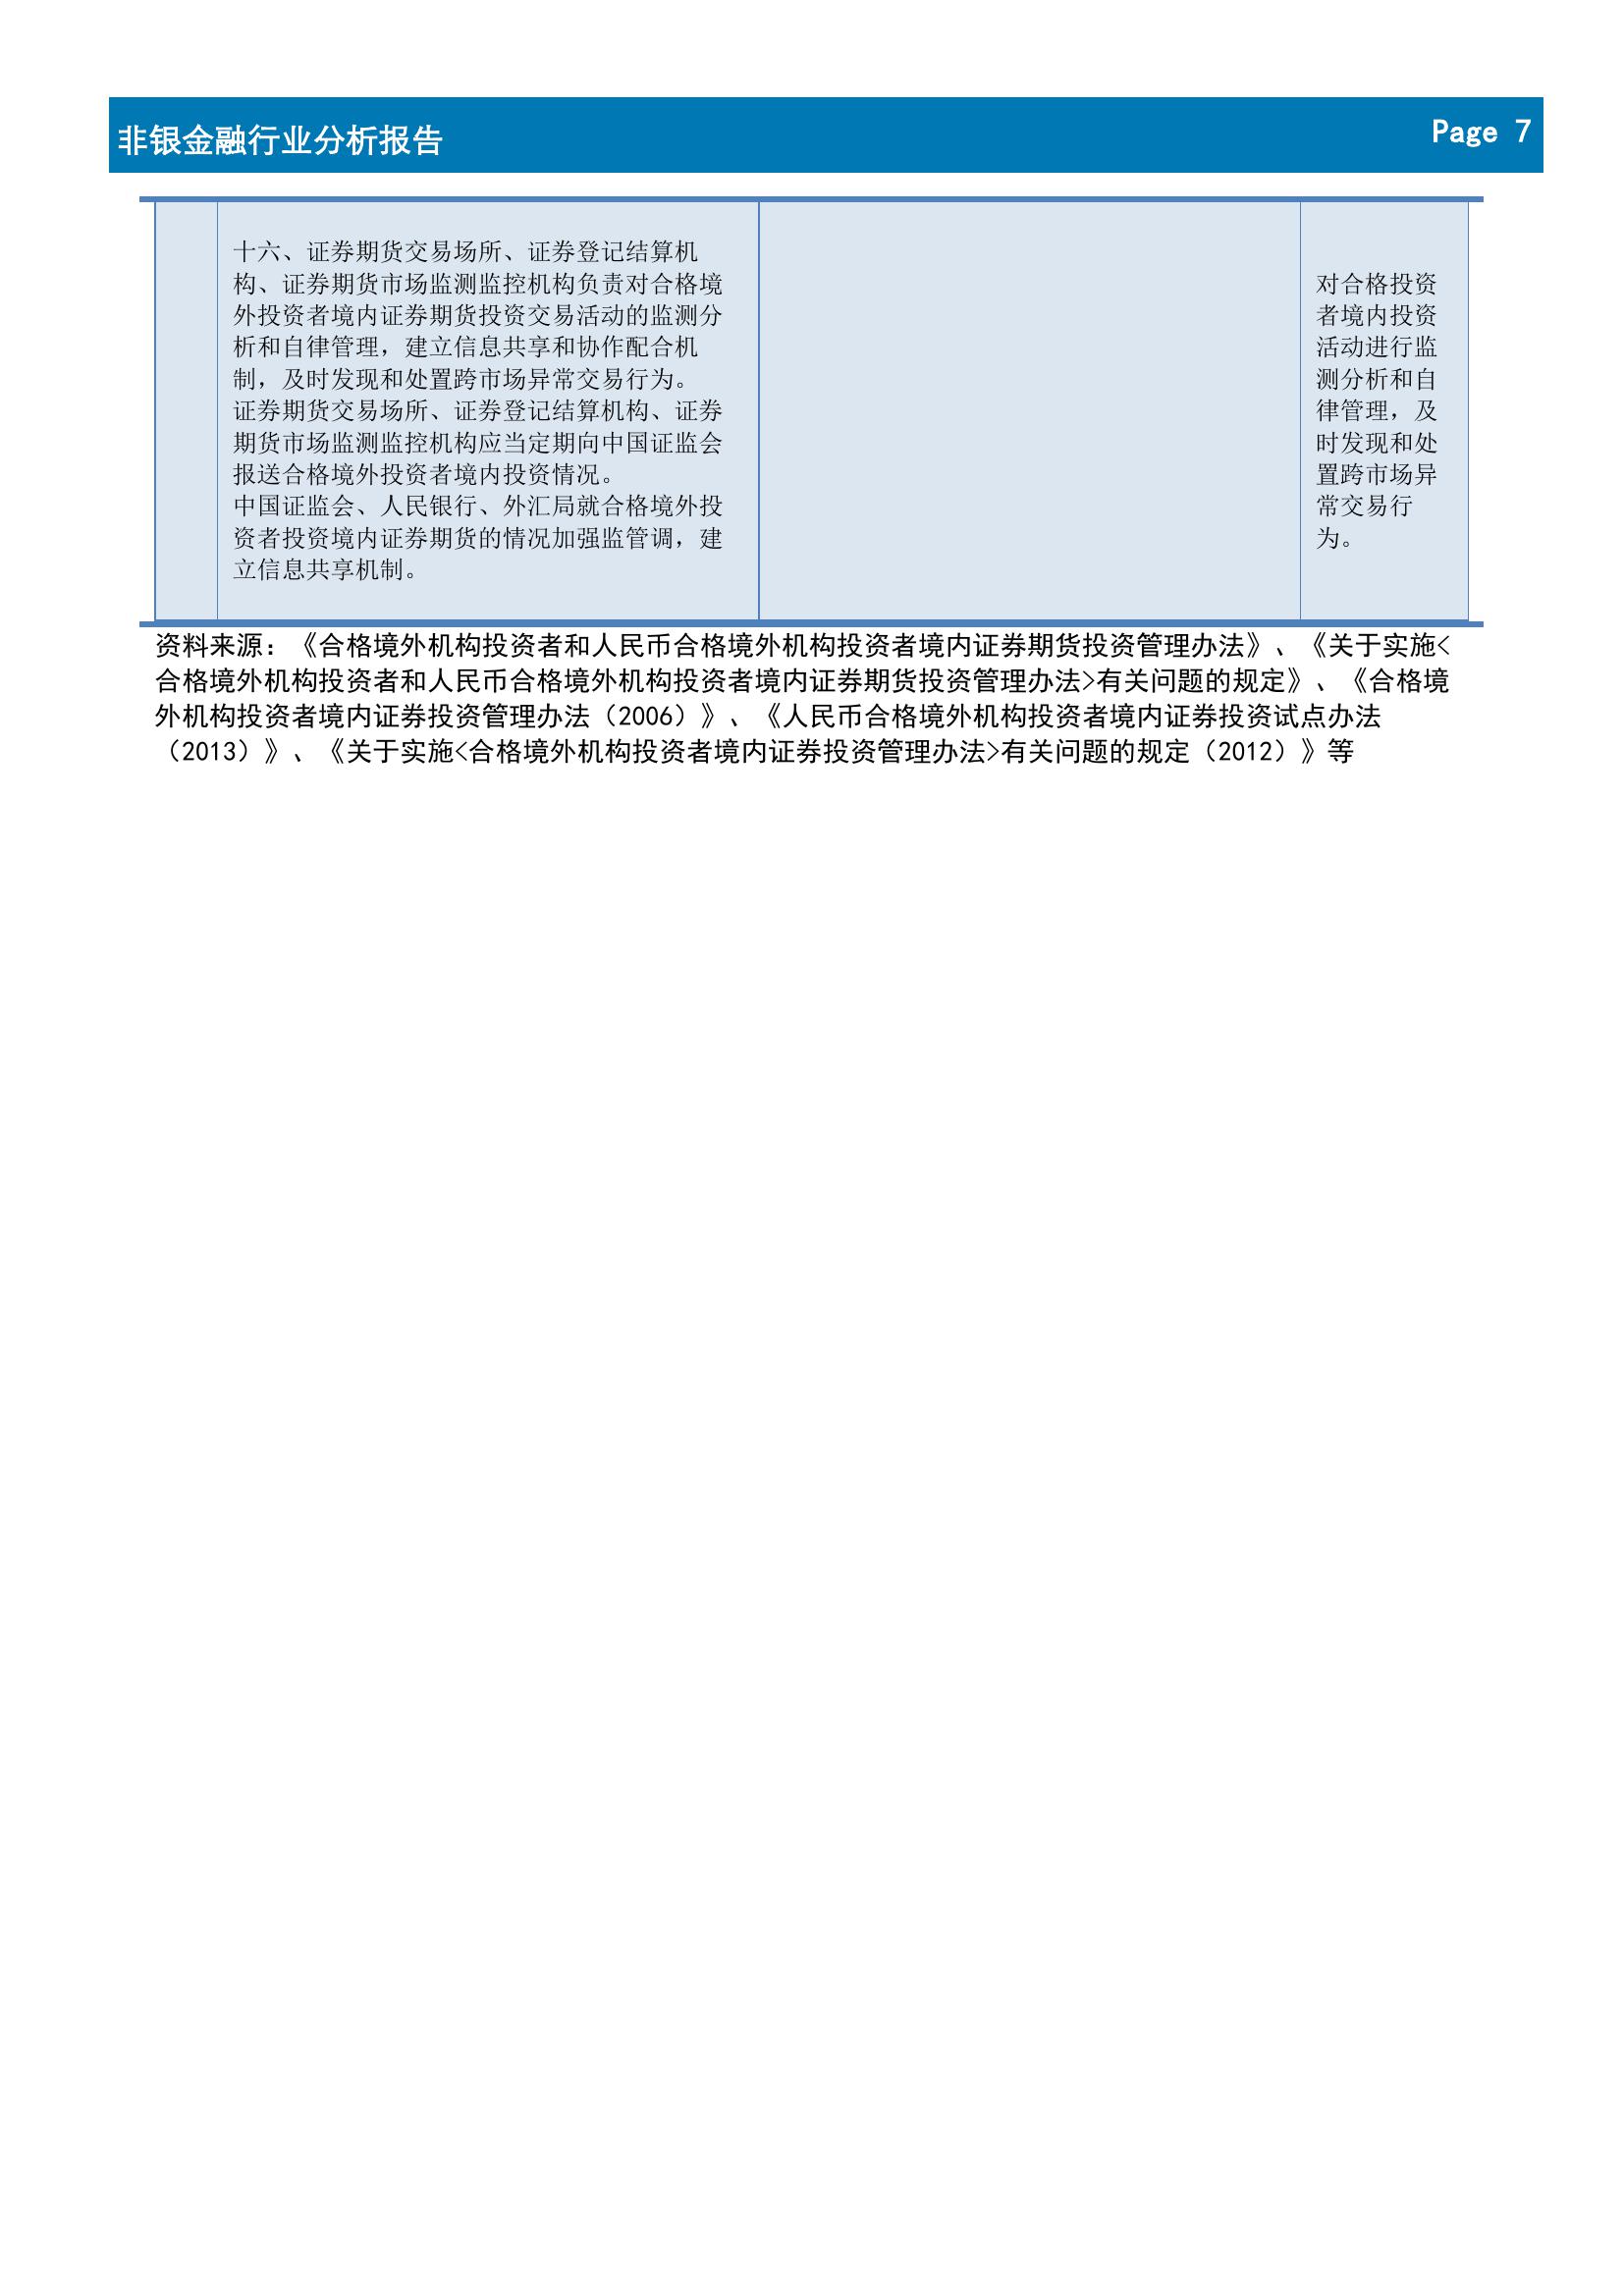 非银金融行业分析报告
Page 7
十六、证券期货交易场所、证券登记结算机
构、证券期货市场监测监控机构负责对合格境
外投资者境内证券期货投资交易活动的监测分
析和自律管理，建立信息共享和协作配合机
制，及时发现和处置跨市场异常交易行为。
证券期货交易场所、证券登记结算机构、证券
期货市场监测监控机构应当定期向中国证监会
报送合格境外投资者境内投资情况。
中国证监会、人民银行、外汇局就合格境外投
资者投资境内证券期货的情况加强监管调，建
立信息共享机制。
对合格投资
者境内投资
活动进行监
测分析和自
律管理，及
时发现和处
置跨市场异
常交易行
为。
资料来源：《合格境外机构投资者和人民币合格境外机构投资者境内证券期货投资管理办法》、《关于实施<
合格境外机构投资者和人民币合格境外机构投资者境内证券期货投资管理办法>有关问题的规定》、《合格境
外机构投资者境内证券投资管理办法（2006）》、《人民币合格境外机构投资者境内证券投资试点办法
（2013）》、《关于实施<合格境外机构投资者境内证券投资管理办法>有关问题的规定（2012）》等